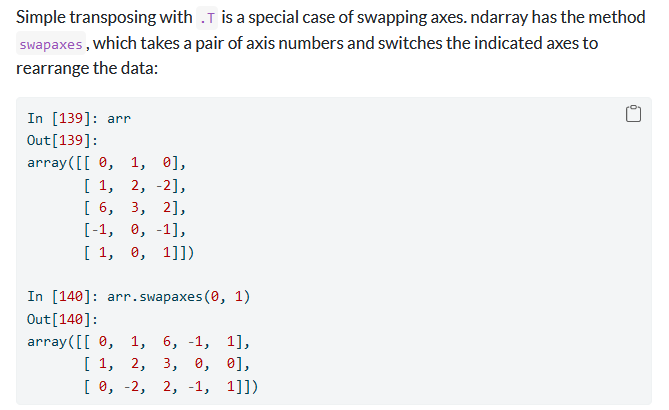 Simple transposing with .T is a special case of swapping axes. ndarray has the method
swapaxes, which takes a pair of axis numbers and switches the indicated axes to
rearrange the data:
In [139]: arr
Out[139]:
array([[ 0,  1,  0],
       [ 1,  2, -2],
       [ 6,  3,  2],
       [-1,  0, -1],
       [ 1,  0,  1]])
In [140]: arr.swapaxes(0, 1)
Out[140]:
array([[ 0,  1,  6, -1,  1],
       [ 1,  2,  3,  0,  0],
       [ 0, -2,  2, -1,  1]])